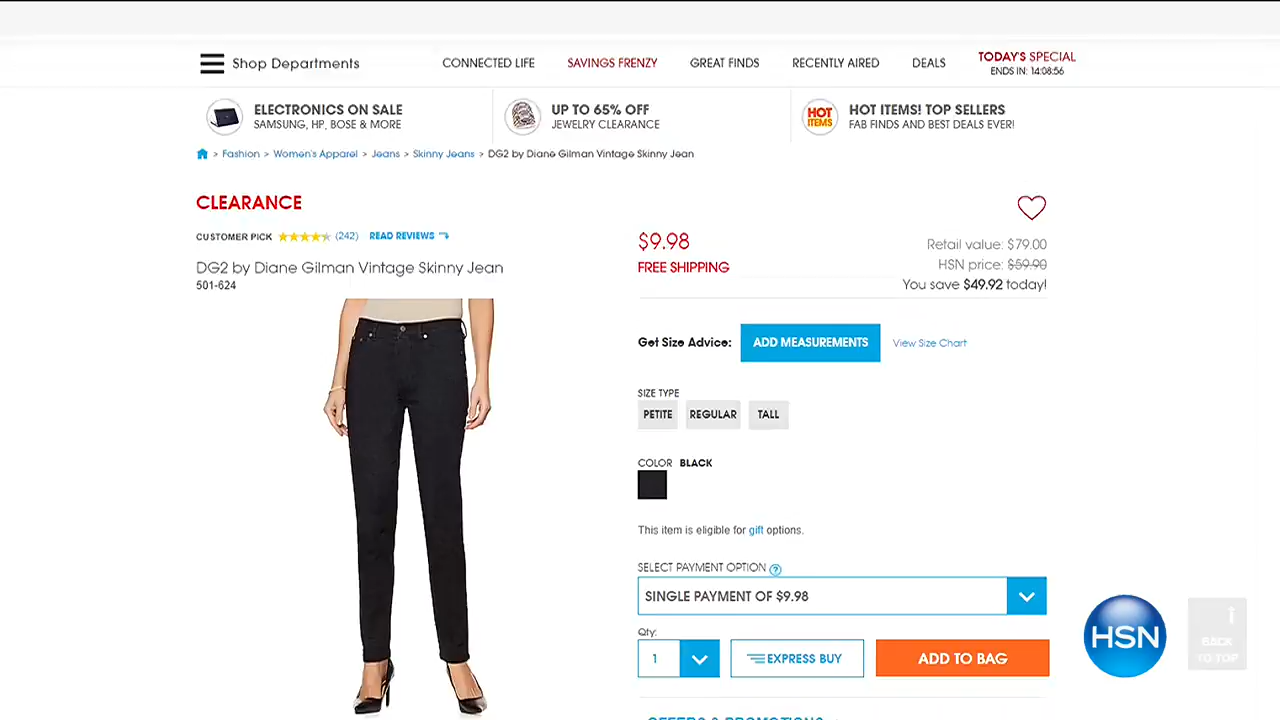 Shop Departments
CONNECTED LIFE
SAVINGS FRENZY
GREAT FINDS
RECENTLY AIRED
DEALS
TODAY'S SPECIAL
ENDS IN: 14:08:56
ELECTRONICS ON SALE
SAMSUNG, HP, BOSE & MORE
UP TO 65% OFF
JEWELRY CLEARANCE
HOT ITEMS
HOT ITEMS! TOP SELLERS
FAB FINDS AND BEST DEALS EVER!
> Fashion > Women's Apparel > Jeans > Skinny Jeans > DG2 by Diane Gilman Vintage Skinny Jean
CLEARANCE
CUSTOMER PICK (242) READ REVIEWS
DG2 by Diane Gilman Vintage Skinny Jean
501-624
$9.98
FREE SHIPPING
Retail value: $79.00
HSN price: $59.90
You save $49.92 today!
Get Size Advice: ADD MEASUREMENTS View Size Chart
SIZE TYPE
PETITE REGULAR TALL
COLOR BLACK
This item is eligible for gift options.
SELECT PAYMENT OPTION ?
SINGLE PAYMENT OF $9.98
Qty:
1 EXPRESS BUY ADD TO BAG
OFFERS & PROMOTIONS
HSN
BACK
TO TOP